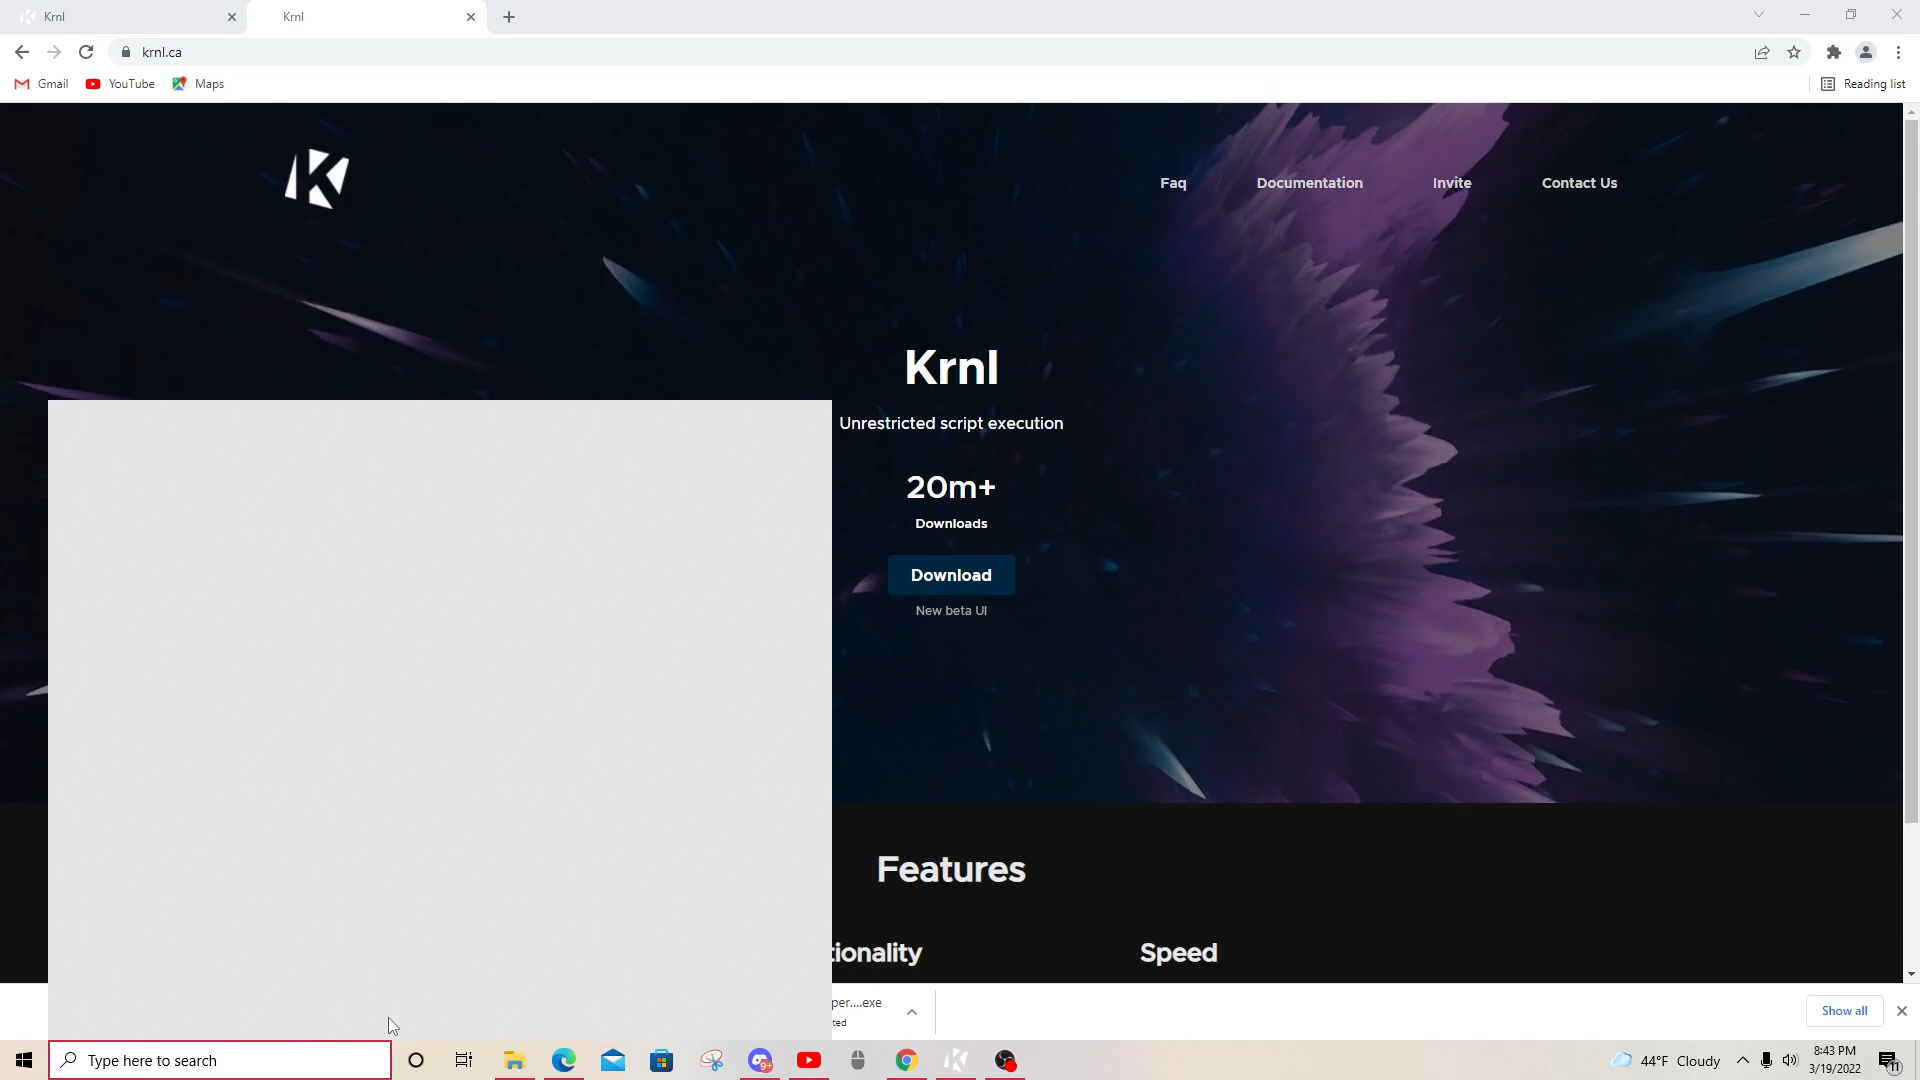 Krnl
Krnl
krnl.ca
Gmail
YouTube
Maps
Reading list
Faq
Documentation
Invite
Contact Us
Krnl
Unrestricted script execution
20m+
Downloads
Download
New beta UI
Features
tionality
Speed
per....exe
ted
Show all
Type here to search
9+
44°F Cloudy
8:43 PM
3/19/2022
11